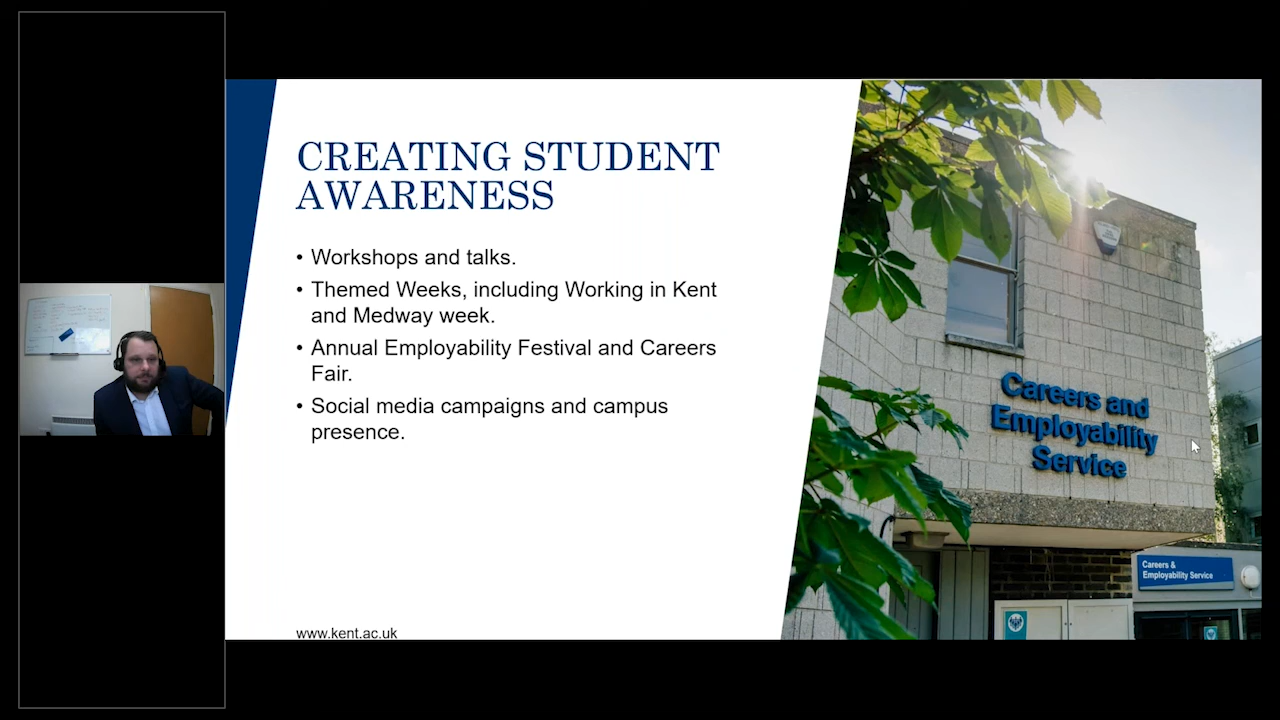 CREATING STUDENT
AWARENESS
• Workshops and talks.
• Themed Weeks, including Working in Kent
and Medway week.
• Annual Employability Festival and Careers
Fair.
• Social media campaigns and campus
presence.
www.kent.ac.uk
Careers and
Employability
Service
Careers &
Employability Service